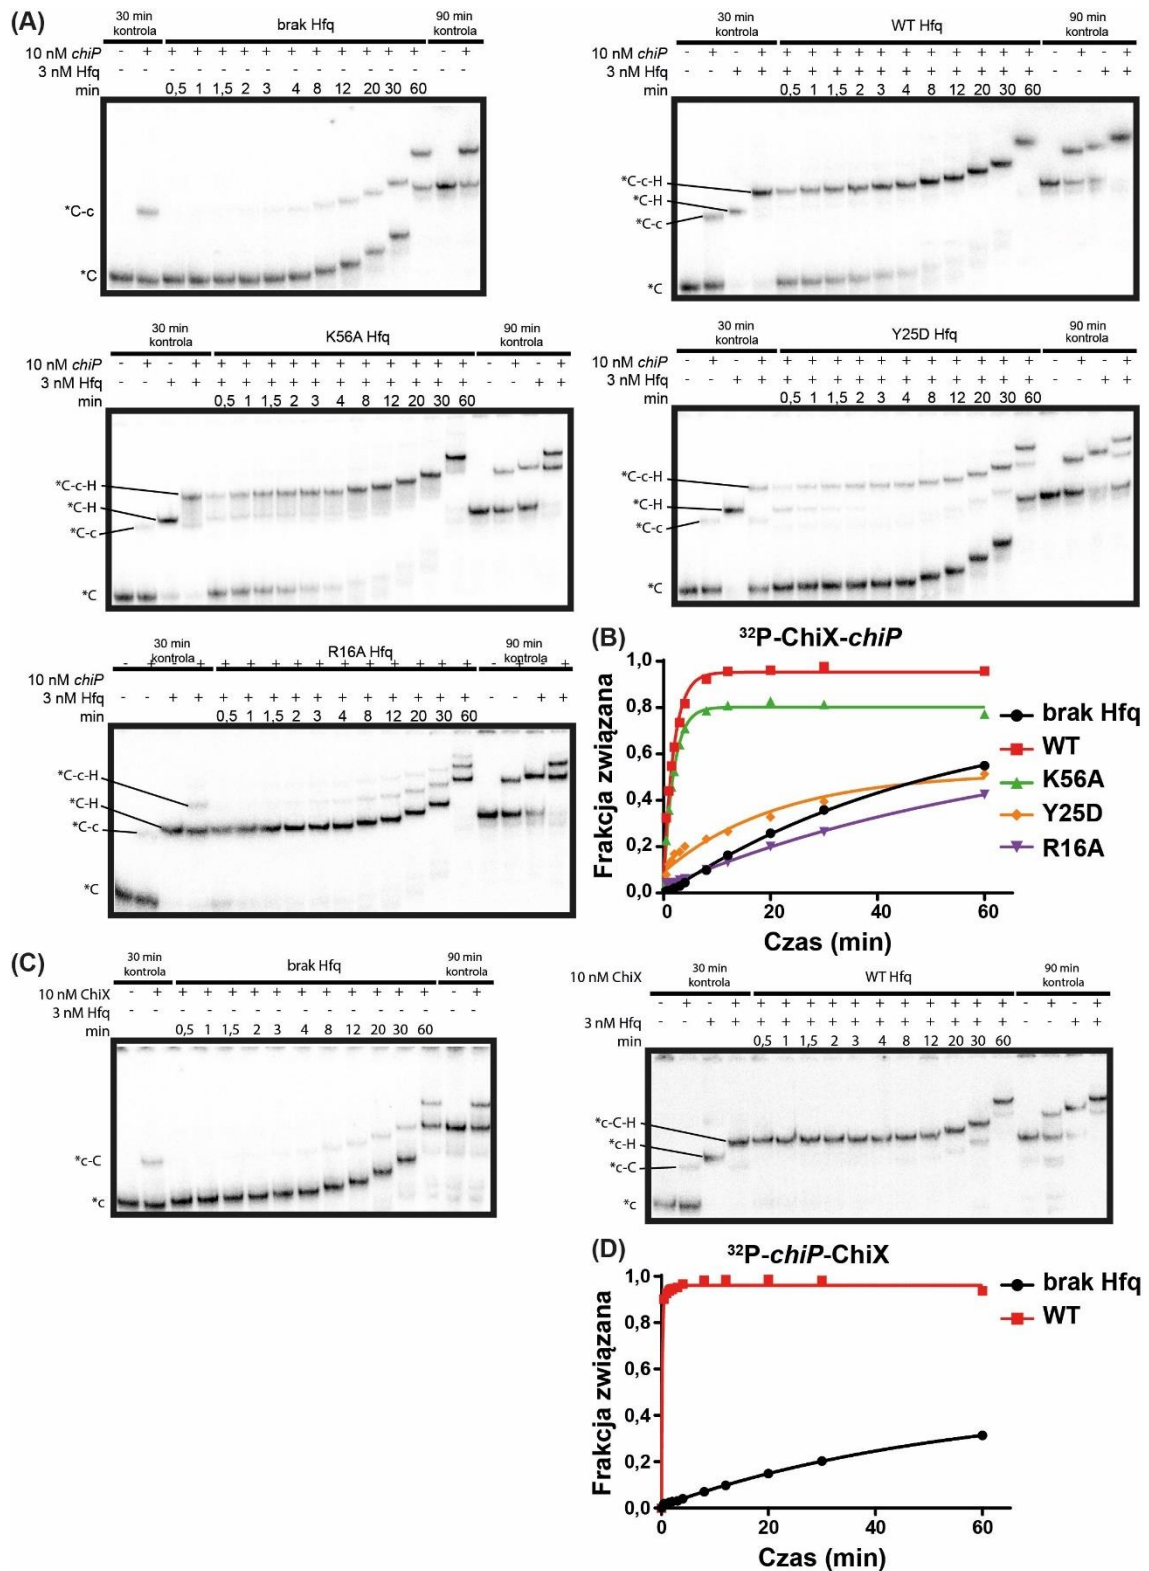 (A)
30 min kontrola
brak Hfq
90 min kontrola
10 nM chiP - + + + + + + + + + + + + - +
3 nM Hfq - - - - - - - - - - - - - - -
min 0,5 1 1,5 2 3 4 8 12 20 30 60
*C-c
*C
30 min kontrola
WT Hfq
90 min kontrola
10 nM chiP - + - + + + + + + + + + + + + - + - +
3 nM Hfq - - + + + + + + + + + + + + + - - + +
min 0,5 1 1,5 2 3 4 8 12 20 30 60
*C-c-H
*C-H
*C-c
*C
30 min kontrola
K56A Hfq
90 min kontrola
10 nM chiP - + - + + + + + + + + + + + + - + - +
3 nM Hfq - - + + + + + + + + + + + + + - - + +
min 0,5 1 1,5 2 3 4 8 12 20 30 60
*C-c-H
*C-H
*C-c
*C
30 min kontrola
Y25D Hfq
90 min kontrola
10 nM chiP - + - + + + + + + + + + + + + - + - +
3 nM Hfq - - + + + + + + + + + + + + + - - + +
min 0,5 1 1,5 2 3 4 8 12 20 30 60
*C-c-H
*C-H
*C-c
*C
30 min kontrola
R16A Hfq
90 min kontrola
10 nM chiP - + - + + + + + + + + + + + + - + - +
3 nM Hfq - - + + + + + + + + + + + + + - - + +
min 0,5 1 1,5 2 3 4 8 12 20 30 60
*C-c-H
*C-H
*C-c
*C
(B)
32P-ChiX-chiP
Frakcja związana
1,0
0,8
0,6
0,4
0,2
0,0
0 20 40 60
Czas (min)
brak Hfq
WT
K56A
Y25D
R16A
(C)
30 min kontrola
brak Hfq
90 min kontrola
10 nM ChiX - + + + + + + + + + + + + - +
3 nM Hfq - - - - - - - - - - - - - - -
min 0,5 1 1,5 2 3 4 8 12 20 30 60
*c-C
*c
30 min kontrola
WT Hfq
90 min kontrola
10 nM ChiX - + - + + + + + + + + + + + + - + - +
3 nM Hfq - - + + + + + + + + + + + + + - - + +
min 0,5 1 1,5 2 3 4 8 12 20 30 60
*c-C-H
*c-H
*c-C
*c
(D)
32P-chiP-ChiX
Frakcja związana
1,0
0,8
0,6
0,4
0,2
0,0
0 20 40 60
Czas (min)
brak Hfq
WT